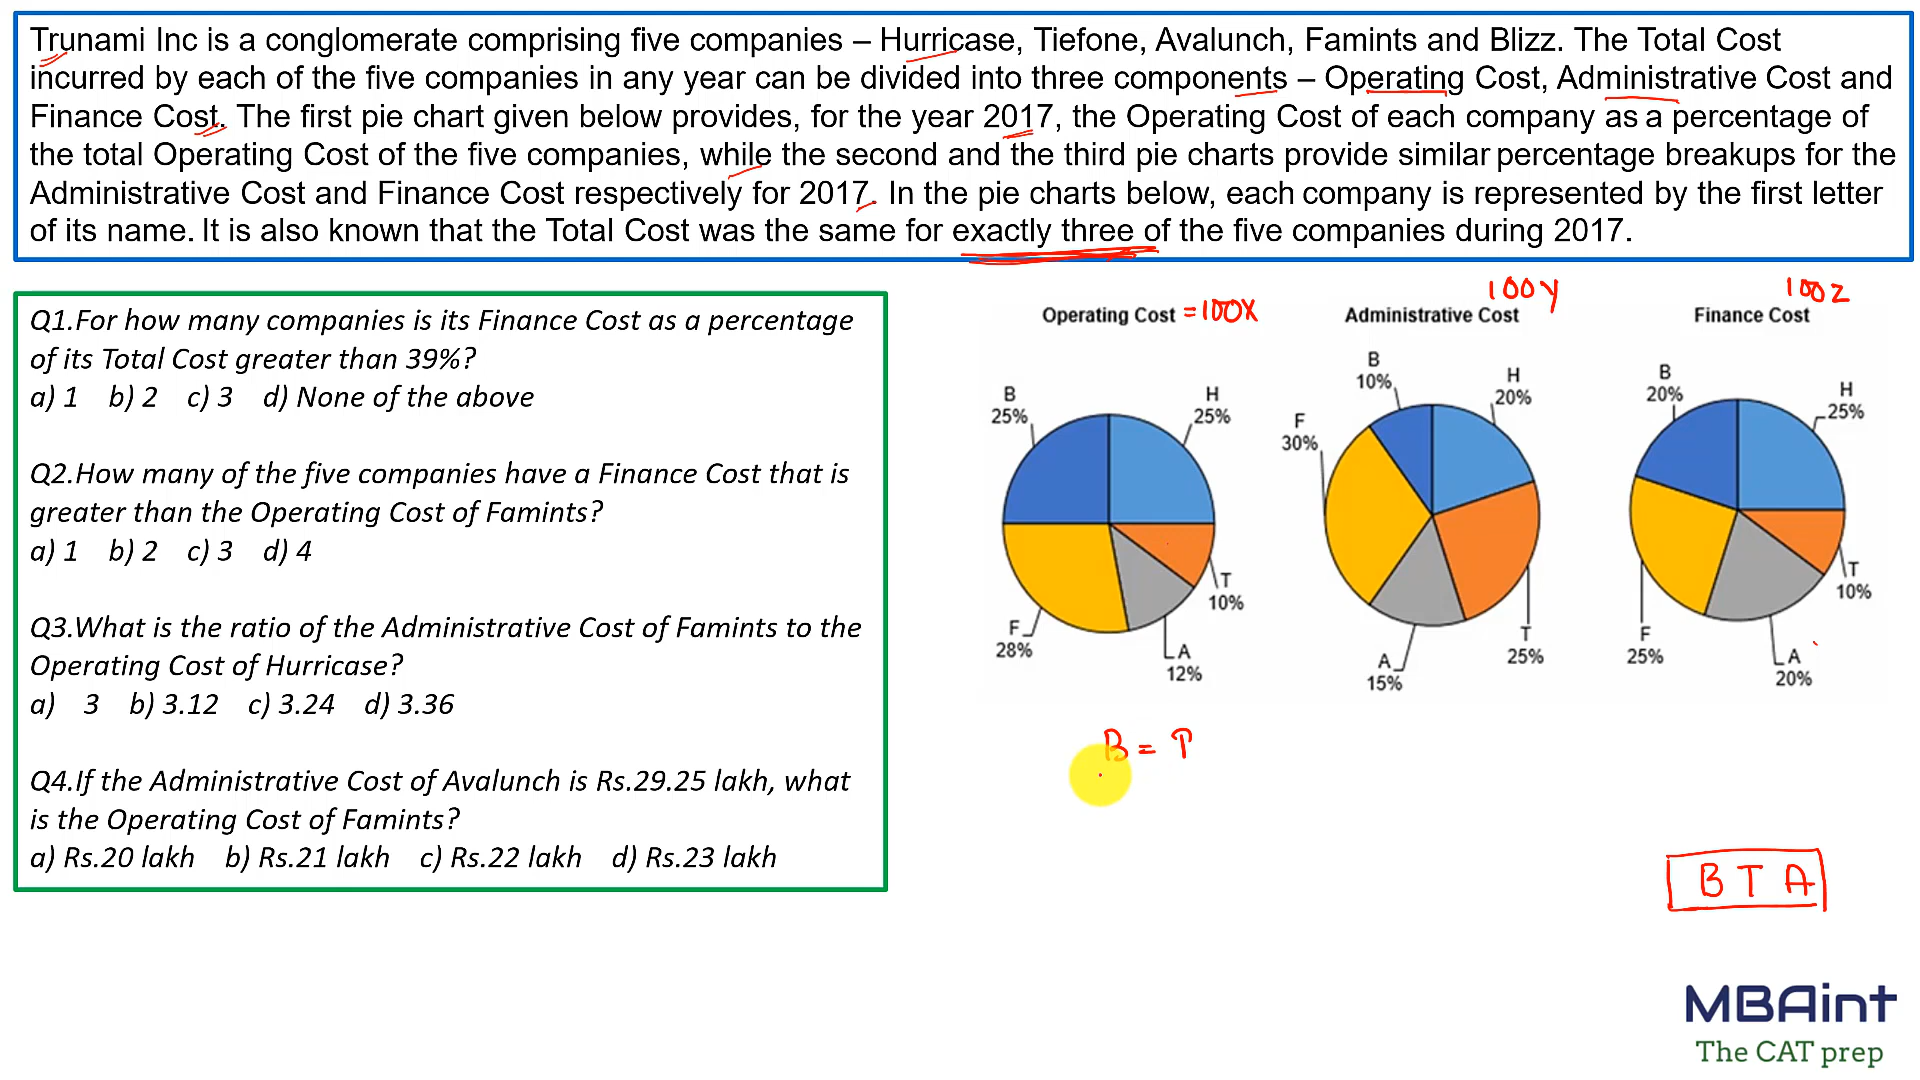 Trunami Inc is a conglomerate comprising five companies – Hurricase, Tiefone, Avalunch, Famints and Blizz. The Total Cost
incurred by each of the five companies in any year can be divided into three components – Operating Cost, Administrative Cost and
Finance Cost. The first pie chart given below provides, for the year 2017, the Operating Cost of each company as a percentage of
the total Operating Cost of the five companies, while the second and the third pie charts provide similar percentage breakups for the
Administrative Cost and Finance Cost respectively for 2017. In the pie charts below, each company is represented by the first letter
of its name. It is also known that the Total Cost was the same for exactly three of the five companies during 2017.
Q1.For how many companies is its Finance Cost as a percentage
of its Total Cost greater than 39%?
a) 1 b) 2 c) 3 d) None of the above
Q2.How many of the five companies have a Finance Cost that is
greater than the Operating Cost of Famints?
a) 1 b) 2 c) 3 d) 4
Q3.What is the ratio of the Administrative Cost of Famints to the
Operating Cost of Hurricase?
a) 3 b) 3.12 c) 3.24 d) 3.36
Q4.If the Administrative Cost of Avalunch is Rs.29.25 lakh, what
is the Operating Cost of Famints?
a) Rs.20 lakh b) Rs.21 lakh c) Rs.22 lakh d) Rs.23 lakh
Operating Cost = 100X
B
25%
H
25%
T
10%
A
12%
F
28%
100Y
Administrative Cost
B
10%
H
20%
F
30%
T
25%
A
15%
100Z
Finance Cost
B
20%
H
25%
T
10%
F
25%
A
20%
B = T
B T A
MBAint
The CAT prep